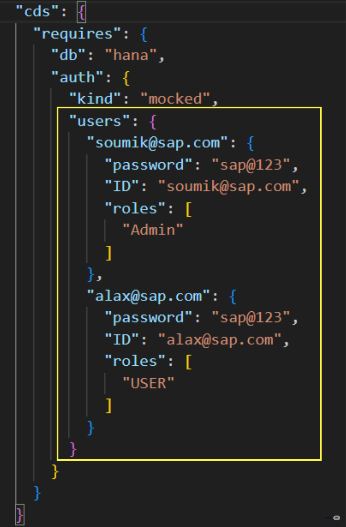 "cds": {
"requires": {
"db": "hana",
"auth": {
"kind": "mocked",
"users": {
"soumik@sap.com": {
"password": "sap@123",
"ID": "soumik@sap.com",
"roles": [
"Admin"
]
},
"alax@sap.com": {
"password": "sap@123",
"ID": "alax@sap.com",
"roles": [
"USER"
]
}
}
}
}
}